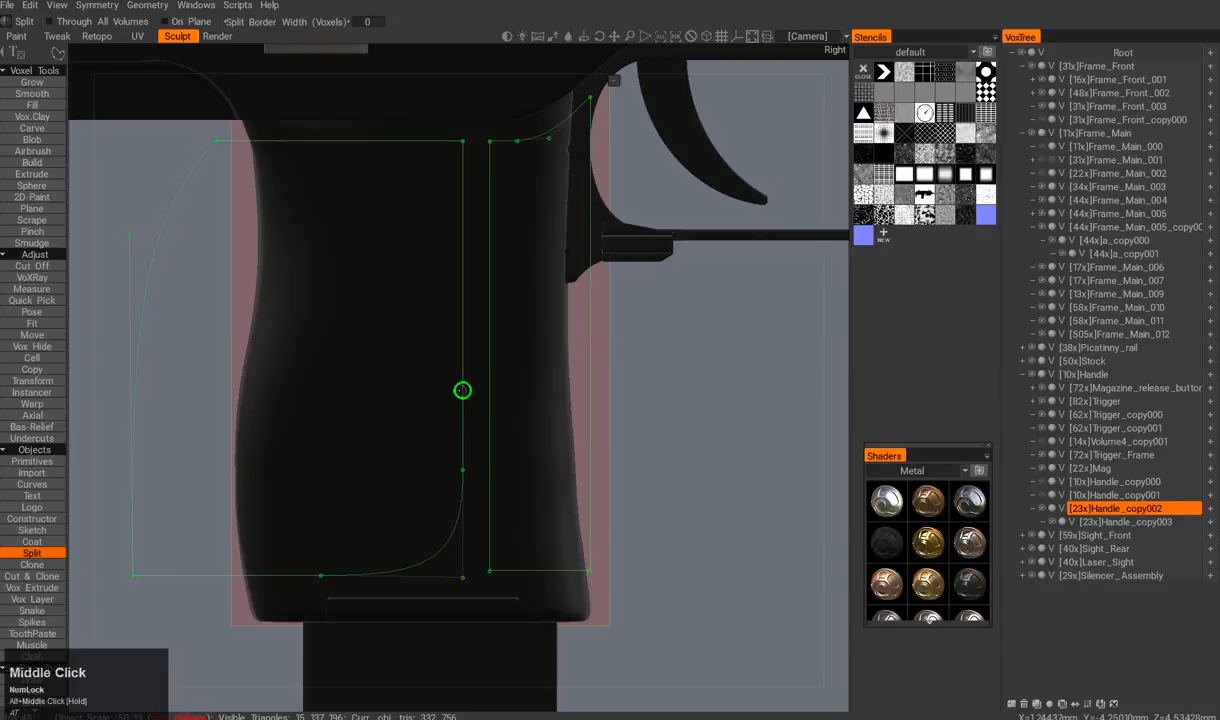 File Edit View Symmetry Geometry Windows Scripts Help
Split Through All Volumes On Plane Split Border Width (Voxels) 0
Paint Tweak Retopo UV Sculpt Render [Camera]
Right
Voxel Tools
Grow
Smooth
Fill
Vox.Clay
Carve
Blob
Airbrush
Build
Extrude
Sphere
2D-Paint
Plane
Scrape
Pinch
Smudge
Adjust
Cut Off
VoXRay
Measure
Quick Pick
Pose
Fit
Move
Vox Hide
Cell
Copy
Transform
Instancer
Warp
Axial
Bas-Relief
Undercuts
Objects
Primitives
Import
Curves
Text
Logo
Constructor
Sketch
Coat
Split
Clone
Cut & Clone
Vox Extrude
Vox Layer
Snake
Spikes
ToothPaste
Muscle
Middle Click
NumLock
Alt+Middle Click [Hold]
Stencils
default
CLOSE
NEW
Shaders
Metal
VoxTree
V Root
V [31x]Frame_Front
V [16x]Frame_Front_001
V [48x]Frame_Front_002
V [31x]Frame_Front_003
V [31x]Frame_Front_copy000
V [11x]Frame_Main
V [11x]Frame_Main_000
V [31x]Frame_Main_001
V [22x]Frame_Main_002
V [34x]Frame_Main_003
V [44x]Frame_Main_004
V [44x]Frame_Main_005
V [44x]Frame_Main_005_copy00
V [44x]a_copy000
V [44x]a_copy001
V [17x]Frame_Main_006
V [17x]Frame_Main_007
V [13x]Frame_Main_009
V [58x]Frame_Main_010
V [58x]Frame_Main_011
V [505x]Frame_Main_012
V [38x]Picatinny_rail
V [50x]Stock
V [10x]Handle
V [72x]Magazine_release_button
V [82x]Trigger
V [62x]Trigger_copy000
V [62x]Trigger_copy001
V [14x]Volume4_copy001
V [72x]Trigger_Frame
V [22x]Mag
V [10x]Handle_copy000
V [10x]Handle_copy001
V [23x]Handle_copy002
V [23x]Handle_copy003
V [59x]Sight_Front
V [40x]Sight_Rear
V [40x]Laser_Sight
V [29x]Silencer_Assembly